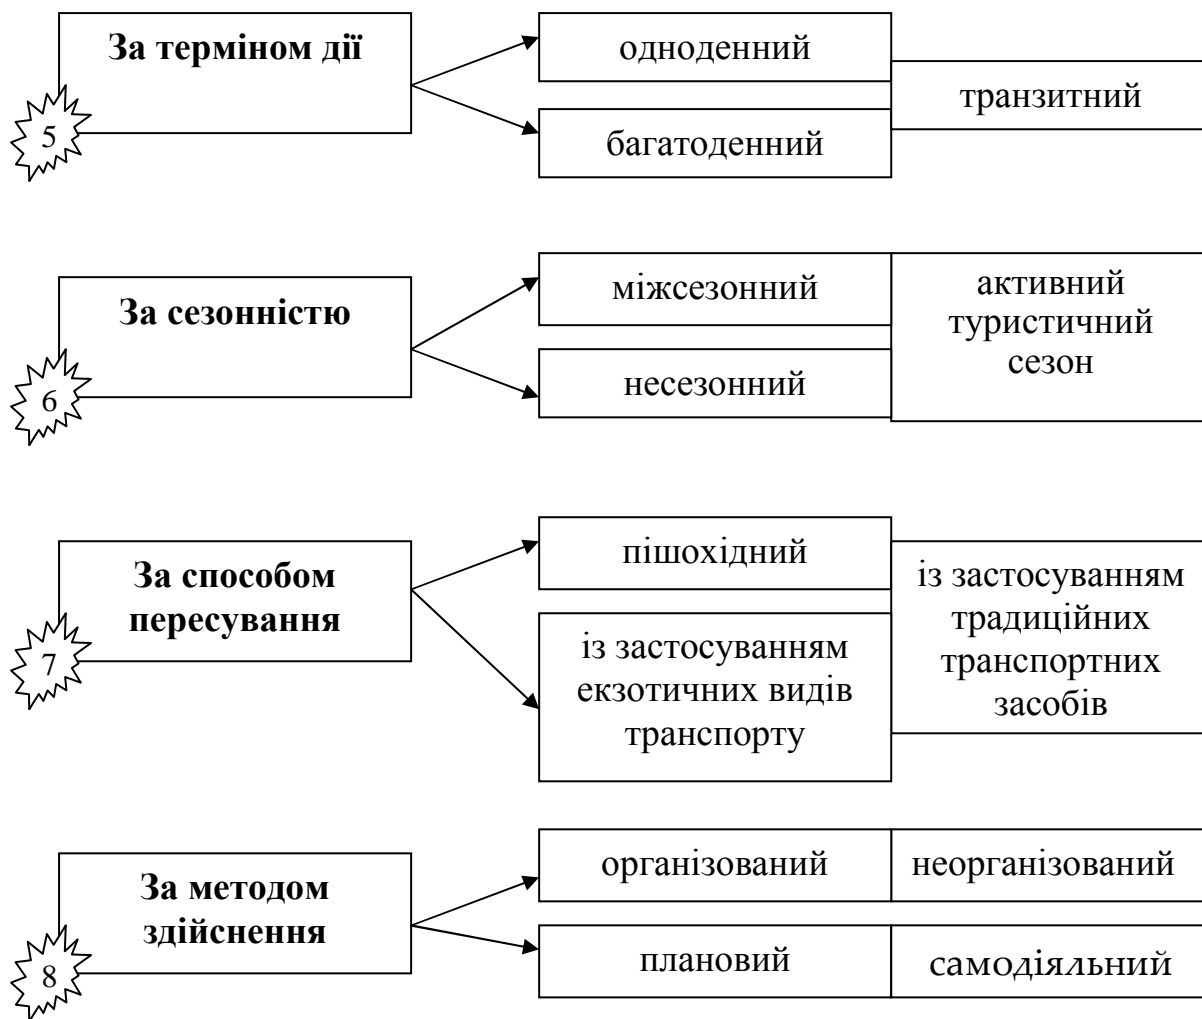 За терміном дії
5
одноденний
багатоденний
транзитний
За сезонністю
6
міжсезонний
несезонний
активний
туристичний
сезон
За способом
пересування
7
пішохідний
із застосуванням
екзотичних видів
транспорту
із застосуванням
традиційних
транспортних
засобів
За методом
здійснення
8
організований
неорганізований
плановий
самодіяльний